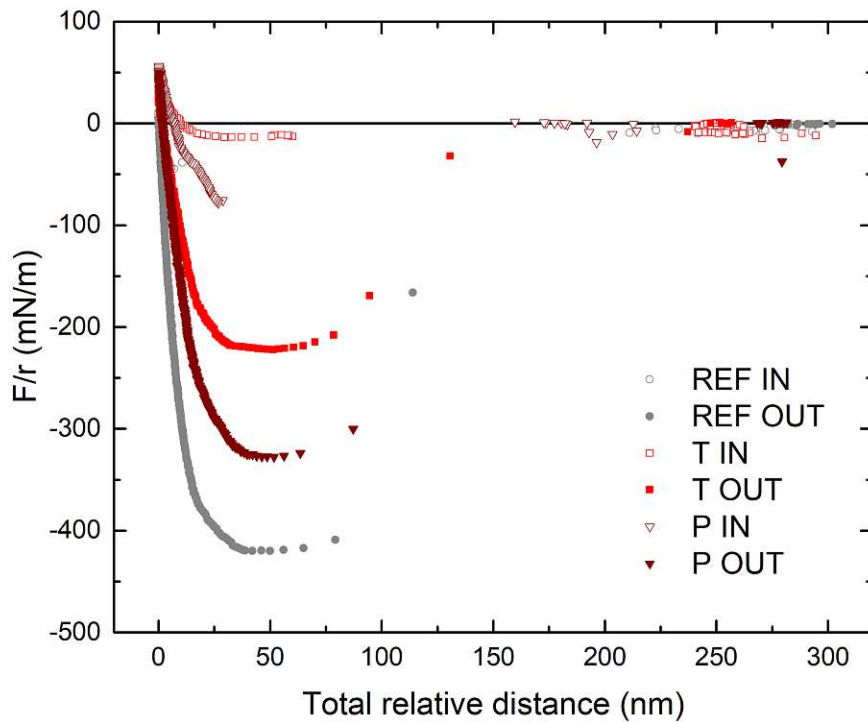 100
0
-100
-200
-300
-400
-500
F/r (mN/m)
REF IN
REF OUT
T IN
T OUT
P IN
P OUT
0 50 100 150 200 250 300
Total relative distance (nm)